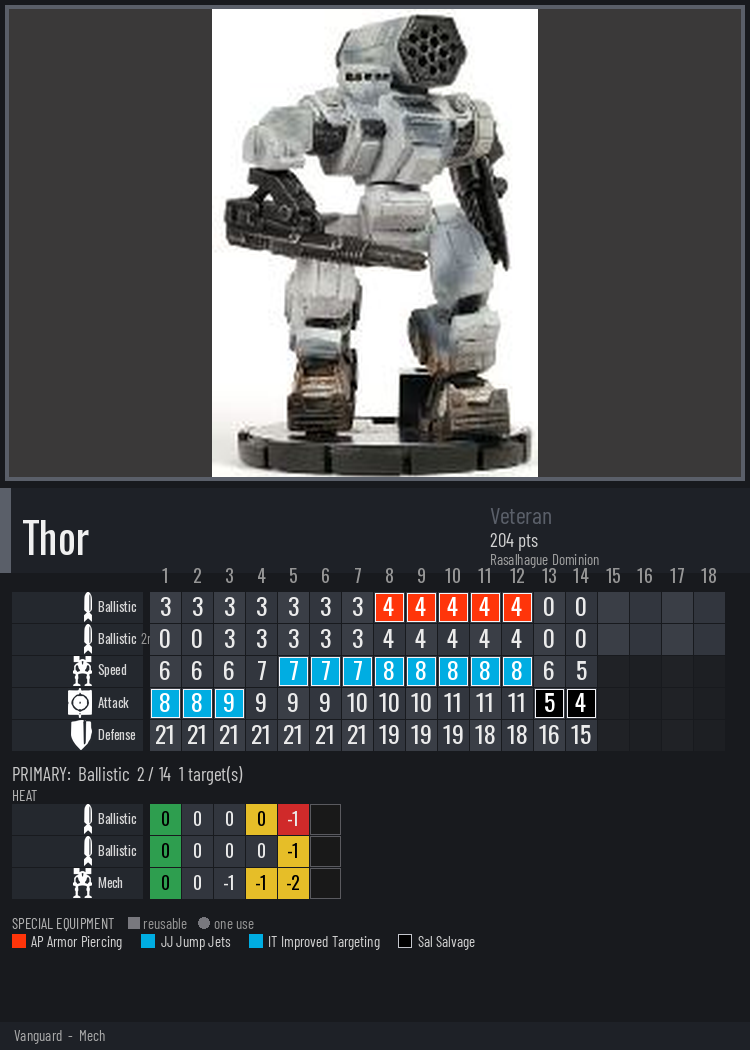 Thor
Veteran
204 pts
Rasalhague Dominion
1 2 3 4 5 6 7 8 9 10 11 12 13 14 15 16 17 18
Ballistic 3 3 3 3 3 3 3 4 4 4 4 4 0 0
Ballistic 2n 0 0 3 3 3 3 3 4 4 4 4 4 0 0
Speed 6 6 6 7 7 7 7 8 8 8 8 8 6 5
Attack 8 8 9 9 9 9 10 10 10 11 11 11 5 4
Defense 21 21 21 21 21 21 21 19 19 19 18 18 16 15
PRIMARY: Ballistic 2 / 14 1 target(s)
HEAT
Ballistic 0 0 0 0 -1
Ballistic 0 0 0 0 -1
Mech 0 0 -1 -1 -2
SPECIAL EQUIPMENT reusable one use
AP Armor Piercing JJ Jump Jets IT Improved Targeting Sal Salvage
Vanguard - Mech